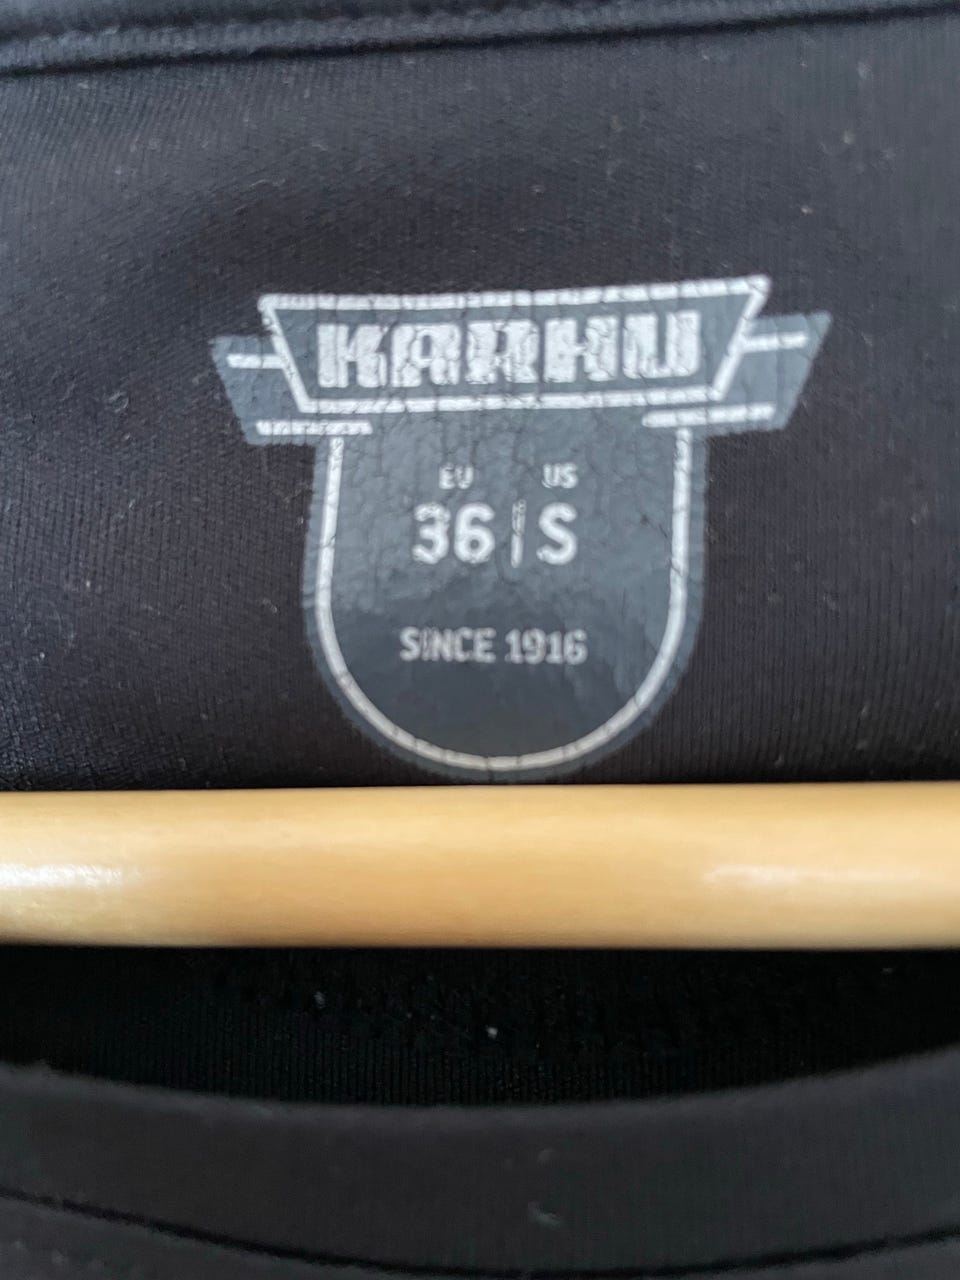 KARHU
EU US
36 | S
SINCE 1916